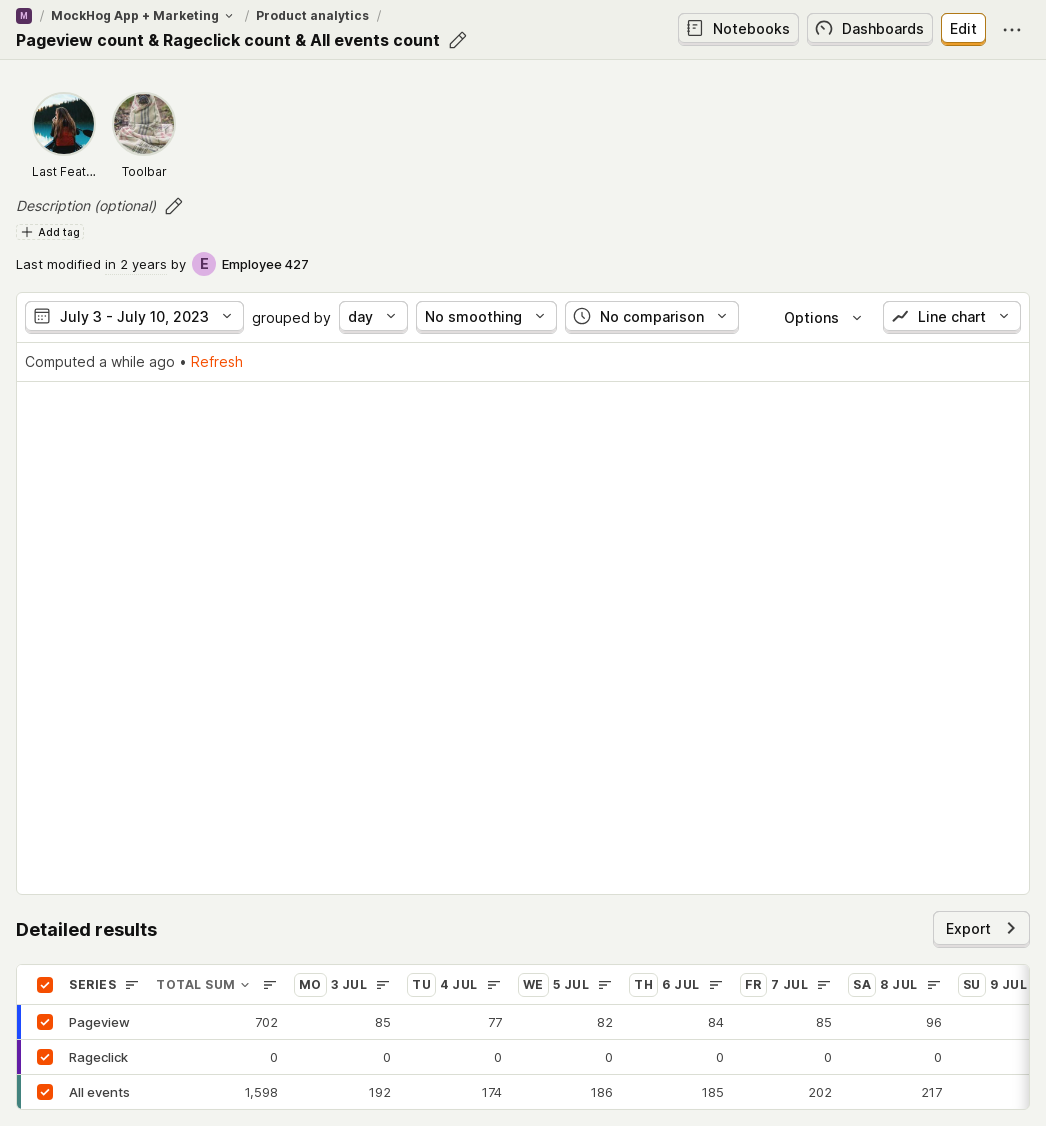 M / MockHog App + Marketing / Product analytics /
Pageview count & Rageclick count & All events count
Notebooks Dashboards Edit
Last Feat... Toolbar
Description (optional)
Add tag
Last modified in 2 years by E Employee 427
July 3 - July 10, 2023 grouped by day No smoothing No comparison Options Line chart
Computed a while ago • Refresh
Detailed results Export
SERIES TOTAL SUM MO 3 JUL TU 4 JUL WE 5 JUL TH 6 JUL FR 7 JUL SA 8 JUL SU 9 JUL
Pageview 702 85 77 82 84 85 96
Rageclick 0 0 0 0 0 0 0
All events 1,598 192 174 186 185 202 217